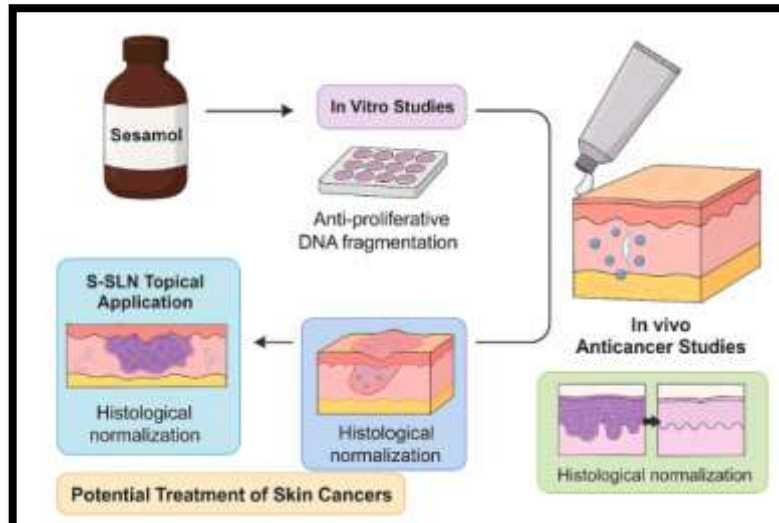 Sesamol
In Vitro Studies
Anti-proliferative
DNA fragmentation
S-SLN Topical
Application
Histological
normalization
Histological
normalization
In vivo
Anticancer Studies
Histological normalization
Potential Treatment of Skin Cancers